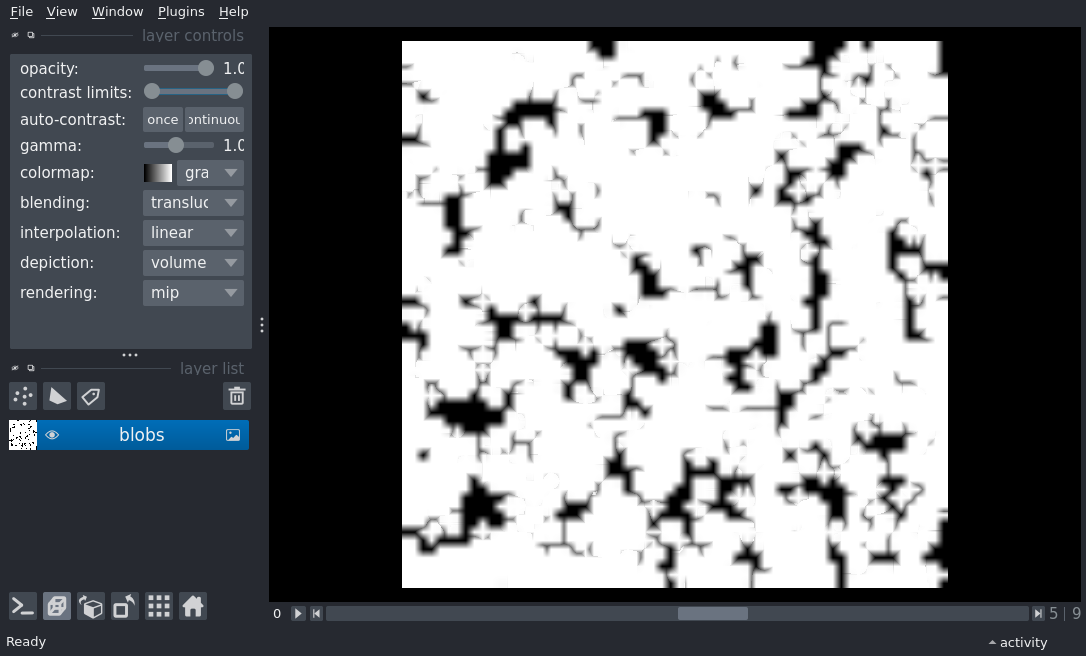 File View Window Plugins Help
layer controls
opacity: 1.0
contrast limits:
auto-contrast: once ontinuou
gamma: 1.0
colormap: gra
blending: transluc
interpolation: linear
depiction: volume
rendering: mip
layer list
blobs
0 5 | 9
Ready activity